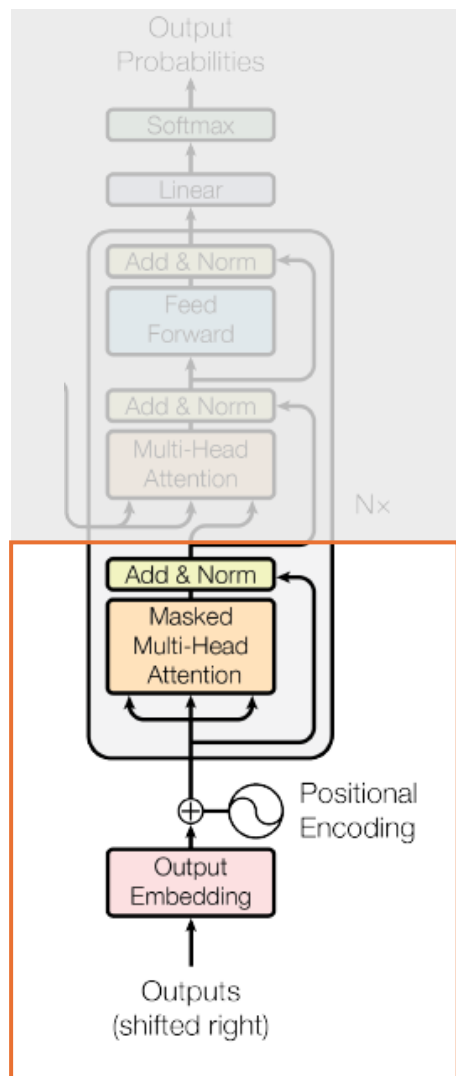 Output
Probabilities
Softmax
Linear
Add & Norm
Feed
Forward
Add & Norm
Multi-Head
Attention
N×
Add & Norm
Masked
Multi-Head
Attention
Positional
Encoding
Output
Embedding
Outputs
(shifted right)